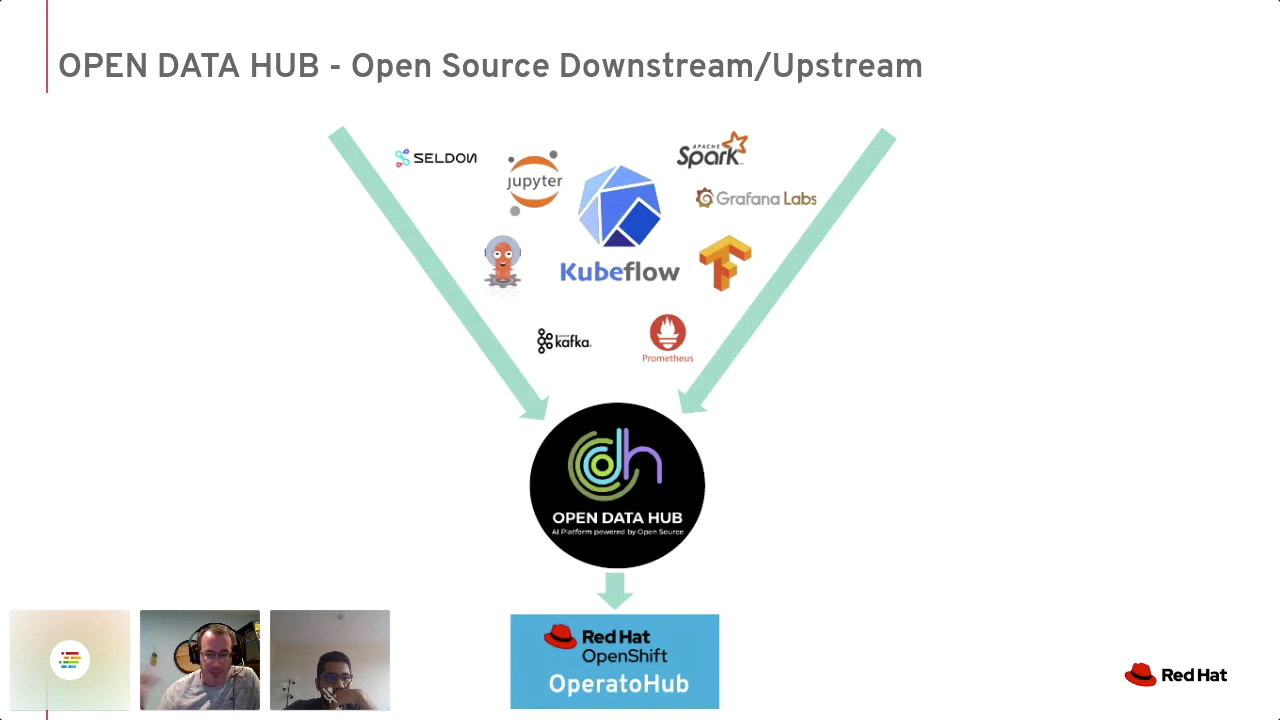 OPEN DATA HUB - Open Source Downstream/Upstream
SELDON
jupyter
APACHE
Spark
Grafana Labs
Kubeflow
kafka
Prometheus
OPEN DATA HUB
AI Platform powered by Open Source
Red Hat
OpenShift
OperatoHub
Red Hat